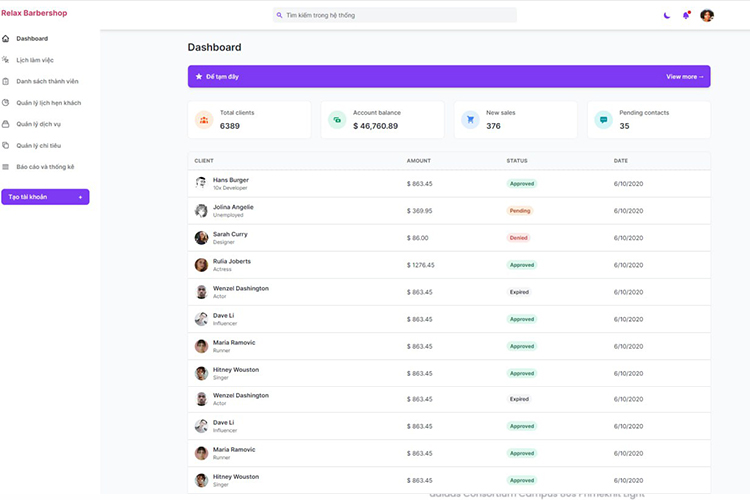 Relax Barbershop
Tìm kiếm trong hệ thống
Dashboard
Lịch làm việc
Danh sách thành viên
Quản lý lịch hẹn khách
Quản lý dịch vụ
Quản lý chi tiêu
Báo cáo và thống kê
Tạo tài khoản +
Dashboard
Để tạm đây View more →
Total clients
6389
Account balance
$ 46,760.89
New sales
376
Pending contacts
35
CLIENT AMOUNT STATUS DATE
Hans Burger
10x Developer
$ 863.45 Approved 6/10/2020
Jolina Angelie
Unemployed
$ 369.95 Pending 6/10/2020
Sarah Curry
Designer
$ 86.00 Denied 6/10/2020
Rulia Joberts
Actress
$ 1276.45 Approved 6/10/2020
Wenzel Dashington
Actor
$ 863.45 Expired 6/10/2020
Dave Li
Influencer
$ 863.45 Approved 6/10/2020
Maria Ramovic
Runner
$ 863.45 Approved 6/10/2020
Hitney Wouston
Singer
$ 863.45 Approved 6/10/2020
Wenzel Dashington
Actor
$ 863.45 Expired 6/10/2020
Dave Li
Influencer
$ 863.45 Approved 6/10/2020
Maria Ramovic
Runner
$ 863.45 Approved 6/10/2020
Hitney Wouston
Singer
$ 863.45 Approved 6/10/2020
adidas Consortium Campus 80s Primeknit Light